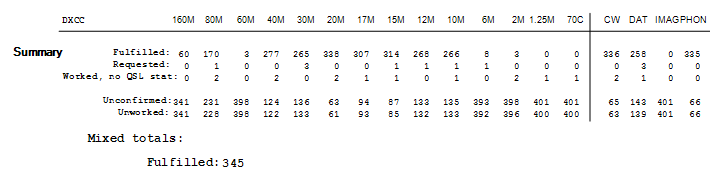 DXCC 160M 80M 60M 40M 30M 20M 17M 15M 12M 10M 6M 2M 1.25M 70C CW DAT IMAG PHON
Summary Fulfilled: 60 170 3 277 265 338 307 314 268 266 8 3 0 0 336 258 0 335
Requested: 0 1 0 0 3 0 0 1 1 1 1 0 0 0 0 3 0 0
Worked, no QSL stat: 0 2 0 2 0 2 1 1 0 1 0 2 1 1 2 1 0 0
Unconfirmed: 341 231 398 124 136 63 94 87 133 135 393 398 401 401 65 143 401 66
Unworked: 341 228 398 122 133 61 93 85 132 133 392 396 400 400 63 139 401 66
Mixed totals:
Fulfilled: 345